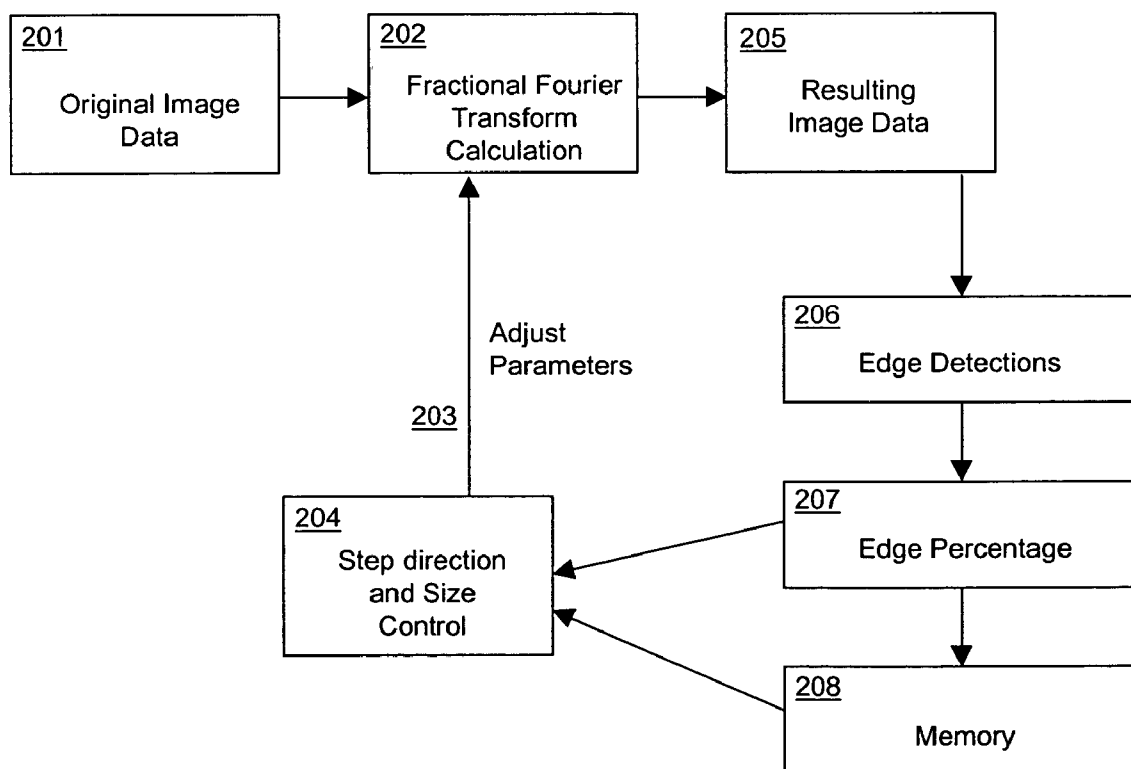 201
Original Image
Data
202
Fractional Fourier
Transform
Calculation
205
Resulting
Image Data
206
Edge Detections
Adjust
Parameters
203
207
Edge Percentage
204
Step direction
and Size
Control
208
Memory